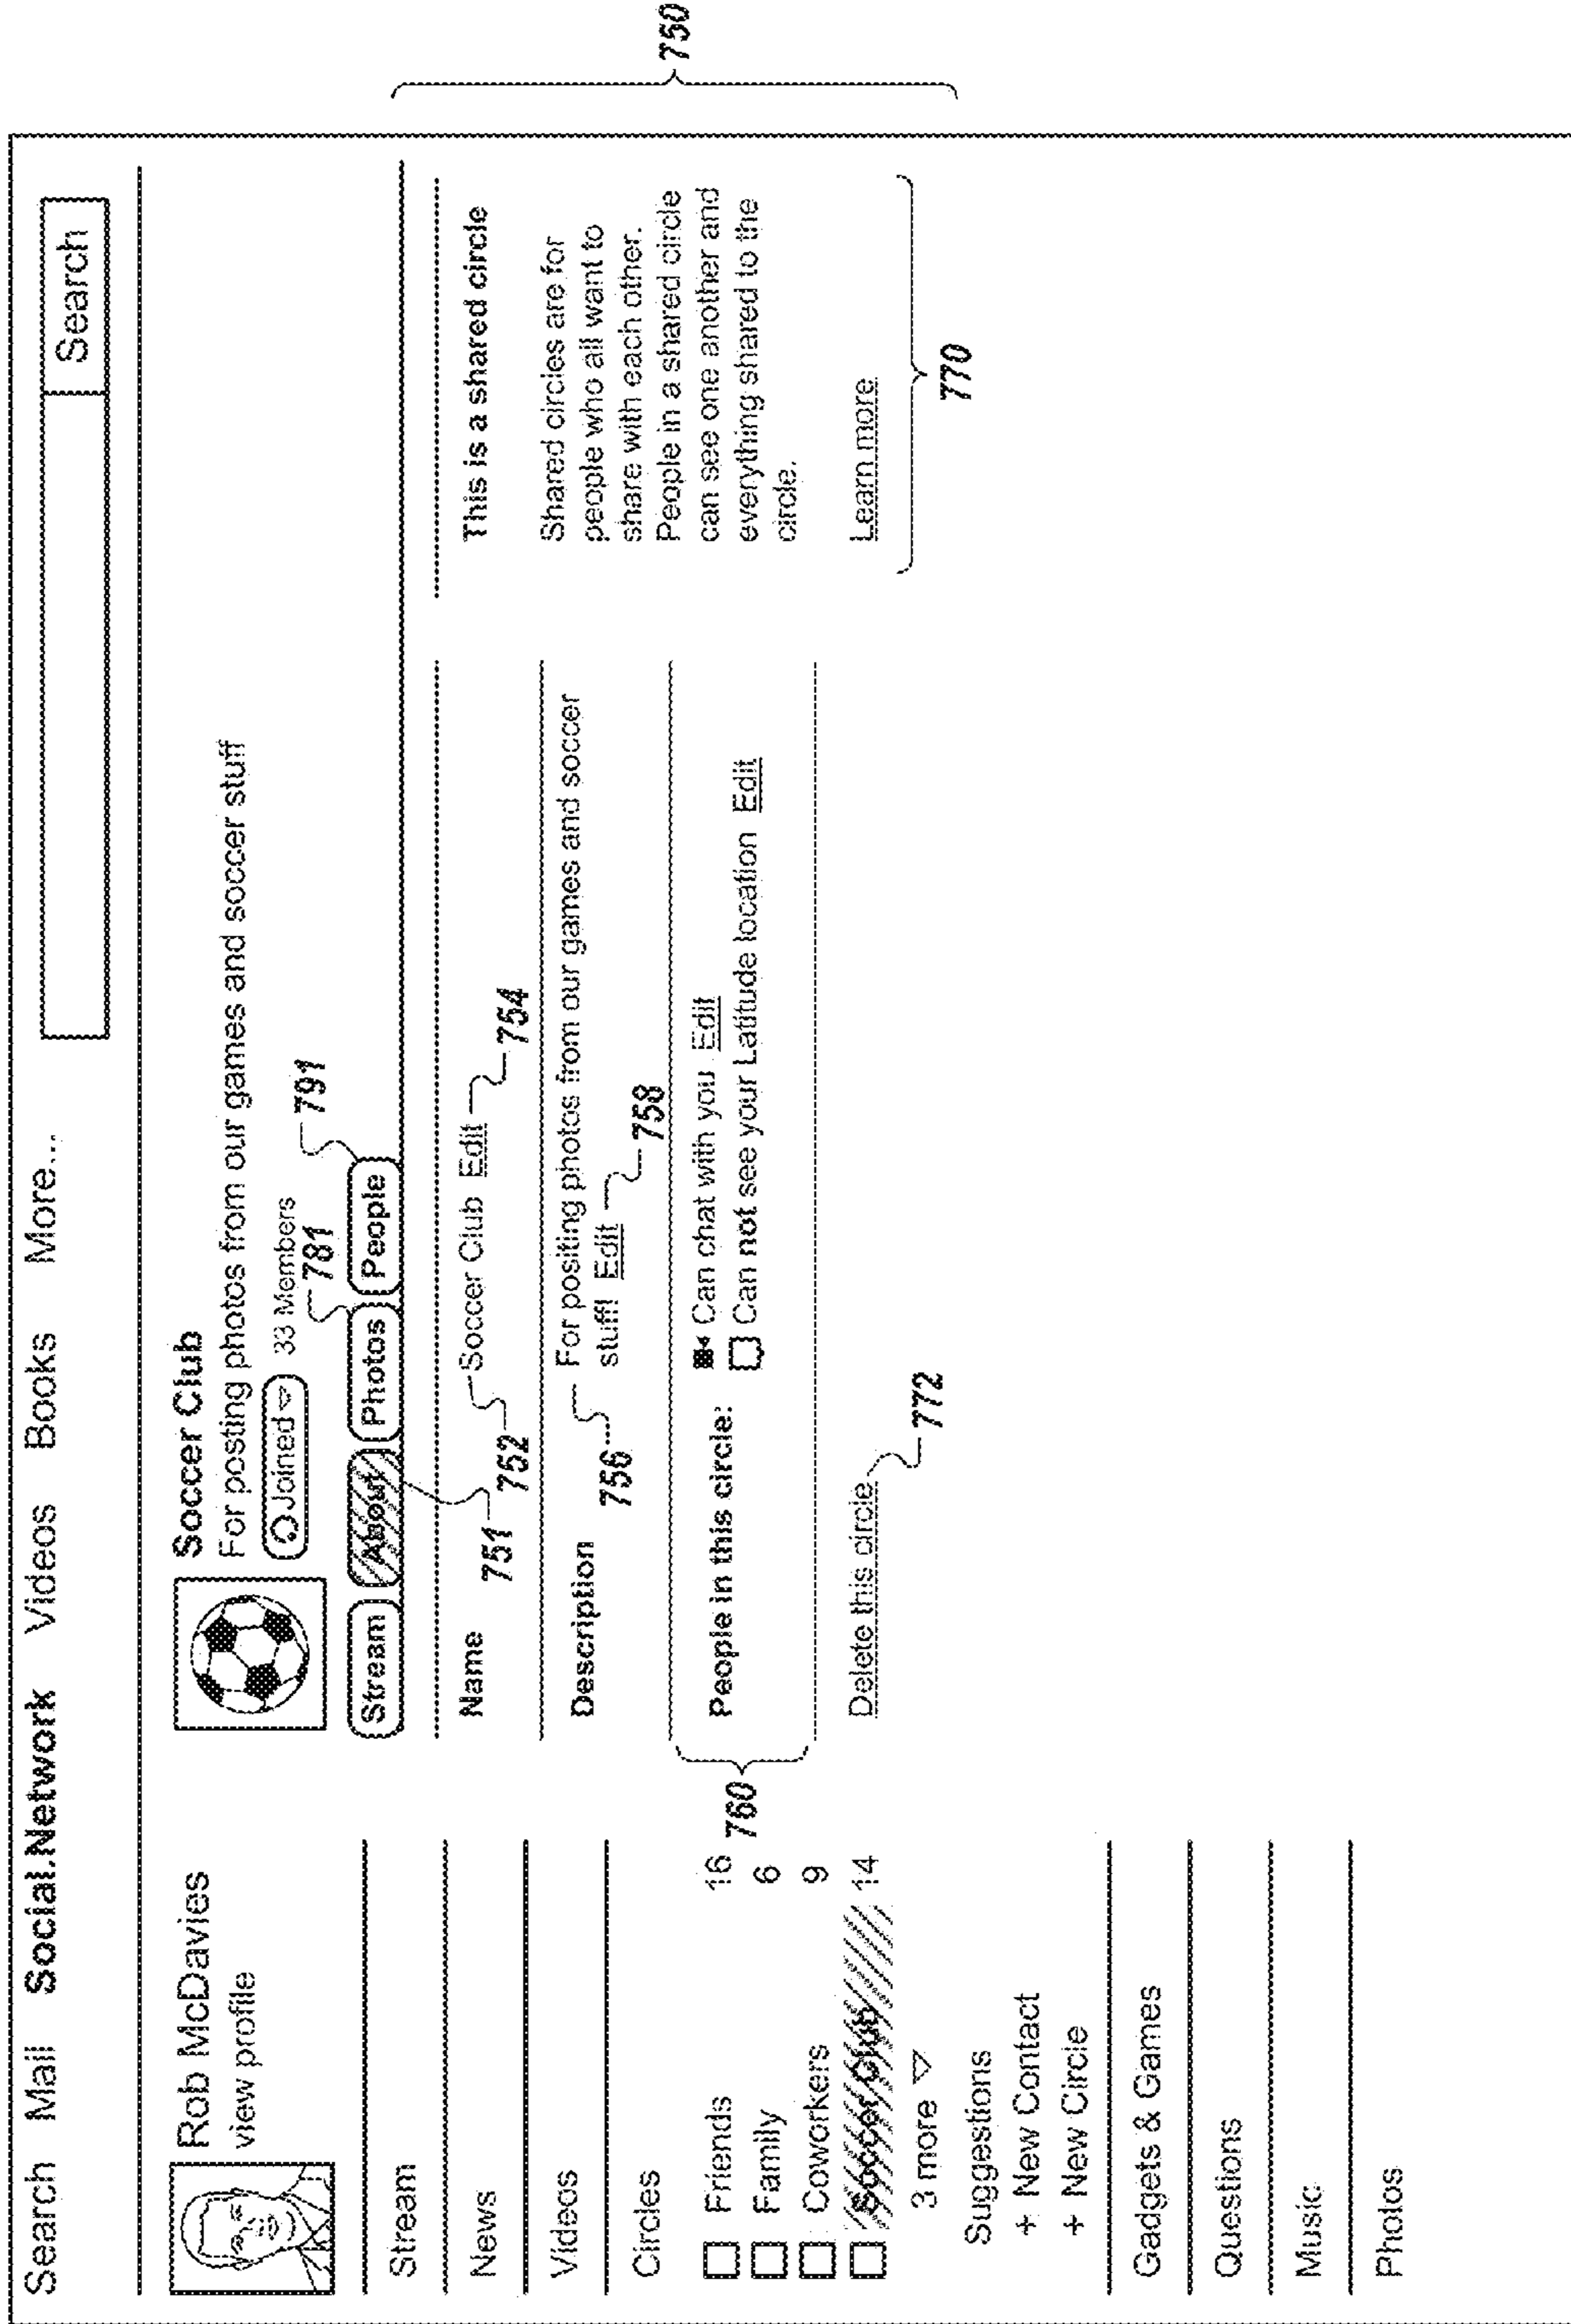 Search Mail Social.Network Videos Books More... Search
Rob McDavies
view profile
Stream
News
Videos
Circles
Friends 16
Family 6
Coworkers 9
Soccer Club 14
3 more
Suggestions
+ New Contact
+ New Circle
Gadgets & Games
Questions
Music
Photos
Soccer Club
For posting photos from our games and soccer stuff
Joined 33 Members
781
791
Stream About Photos People
Name Soccer Club Edit
751
752
754
Description For positing photos from our games and soccer
stuff! Edit
756
758
People in this circle: Can chat with you Edit
Can not see your Latitude location Edit
760
Delete this circle
772
This is a shared circle
Shared circles are for
people who all want to
share with each other.
People in a shared circle
can see one another and
everything shared to the
circle.
Learn more
770
750